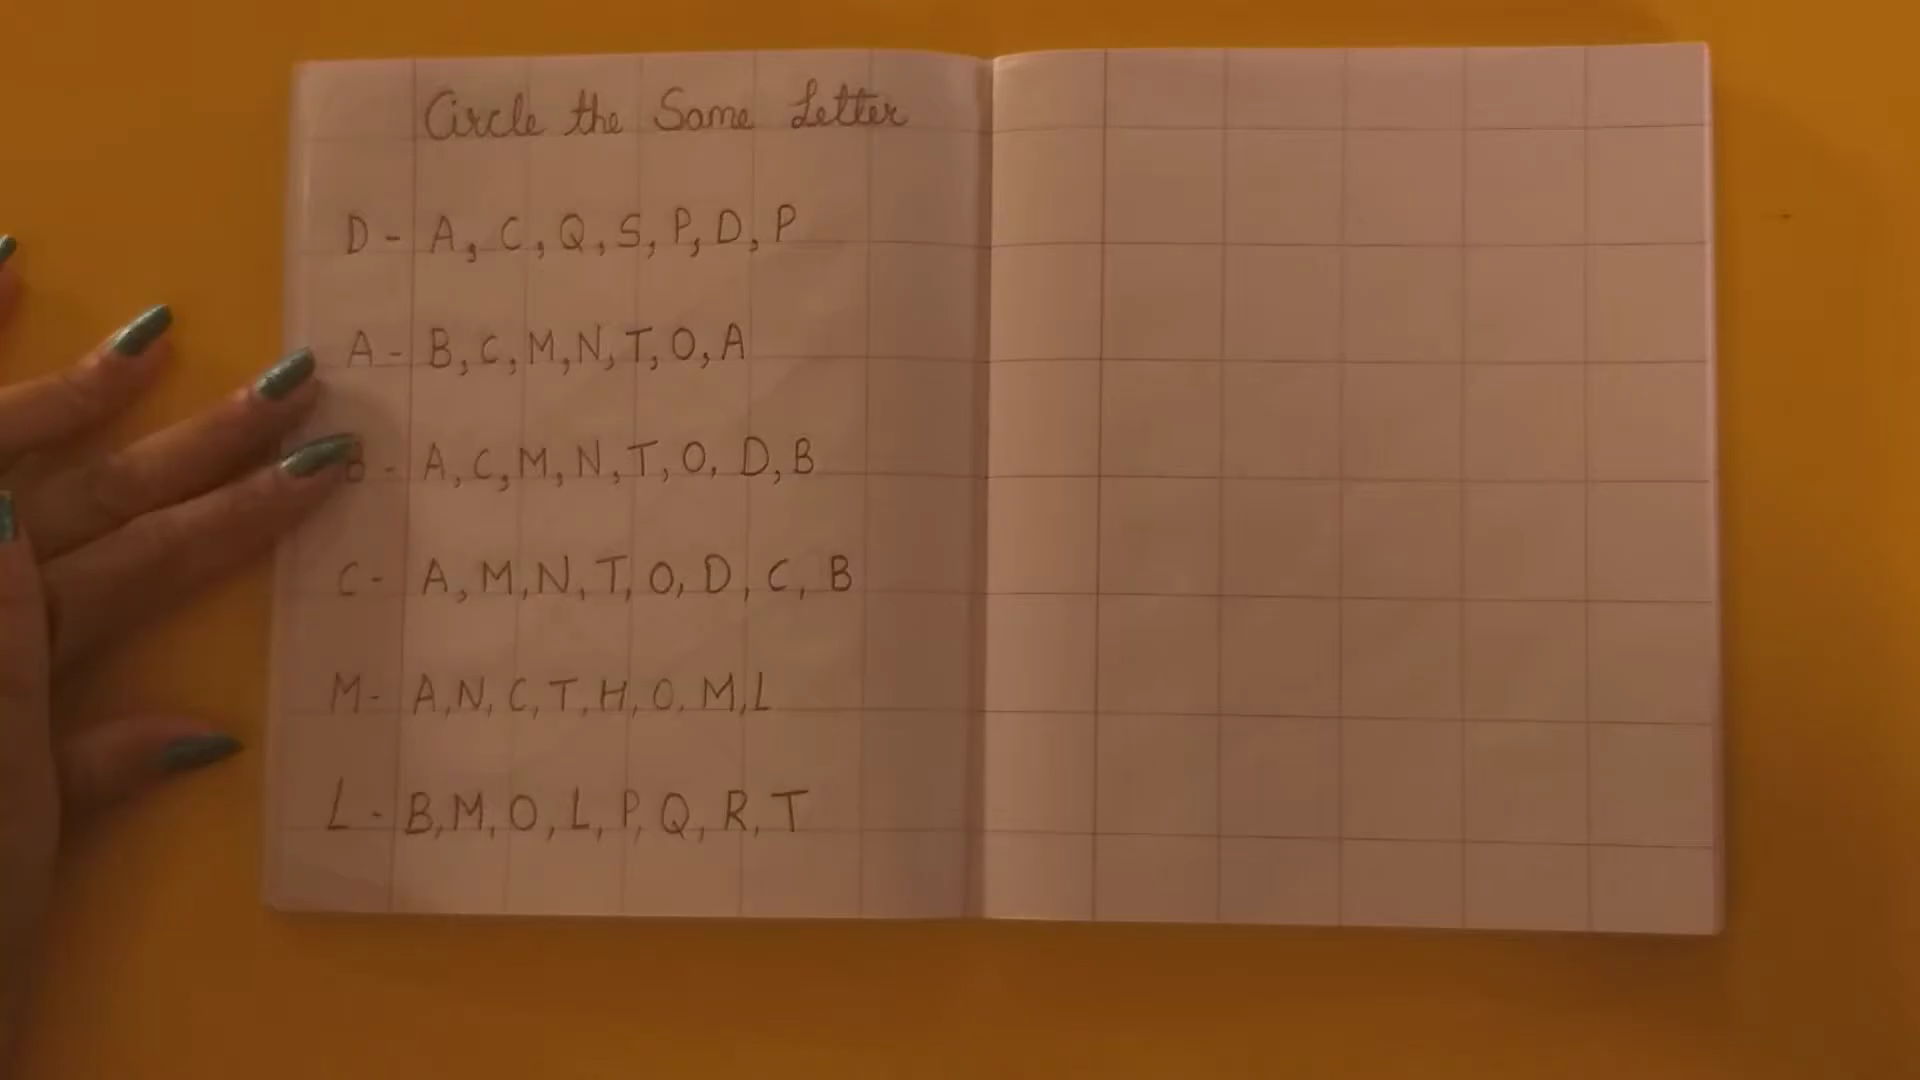 Circle the Same Letter
D - A, C, Q, S, P, D, P
A - B, C, M, N, T, O, A
B - A, C, M, N, T, O, D, B
C - A, M, N, T, O, D, C, B
M - A, N, C, T, H, O, M, L
L - B, M, O, L, P, Q, R, T